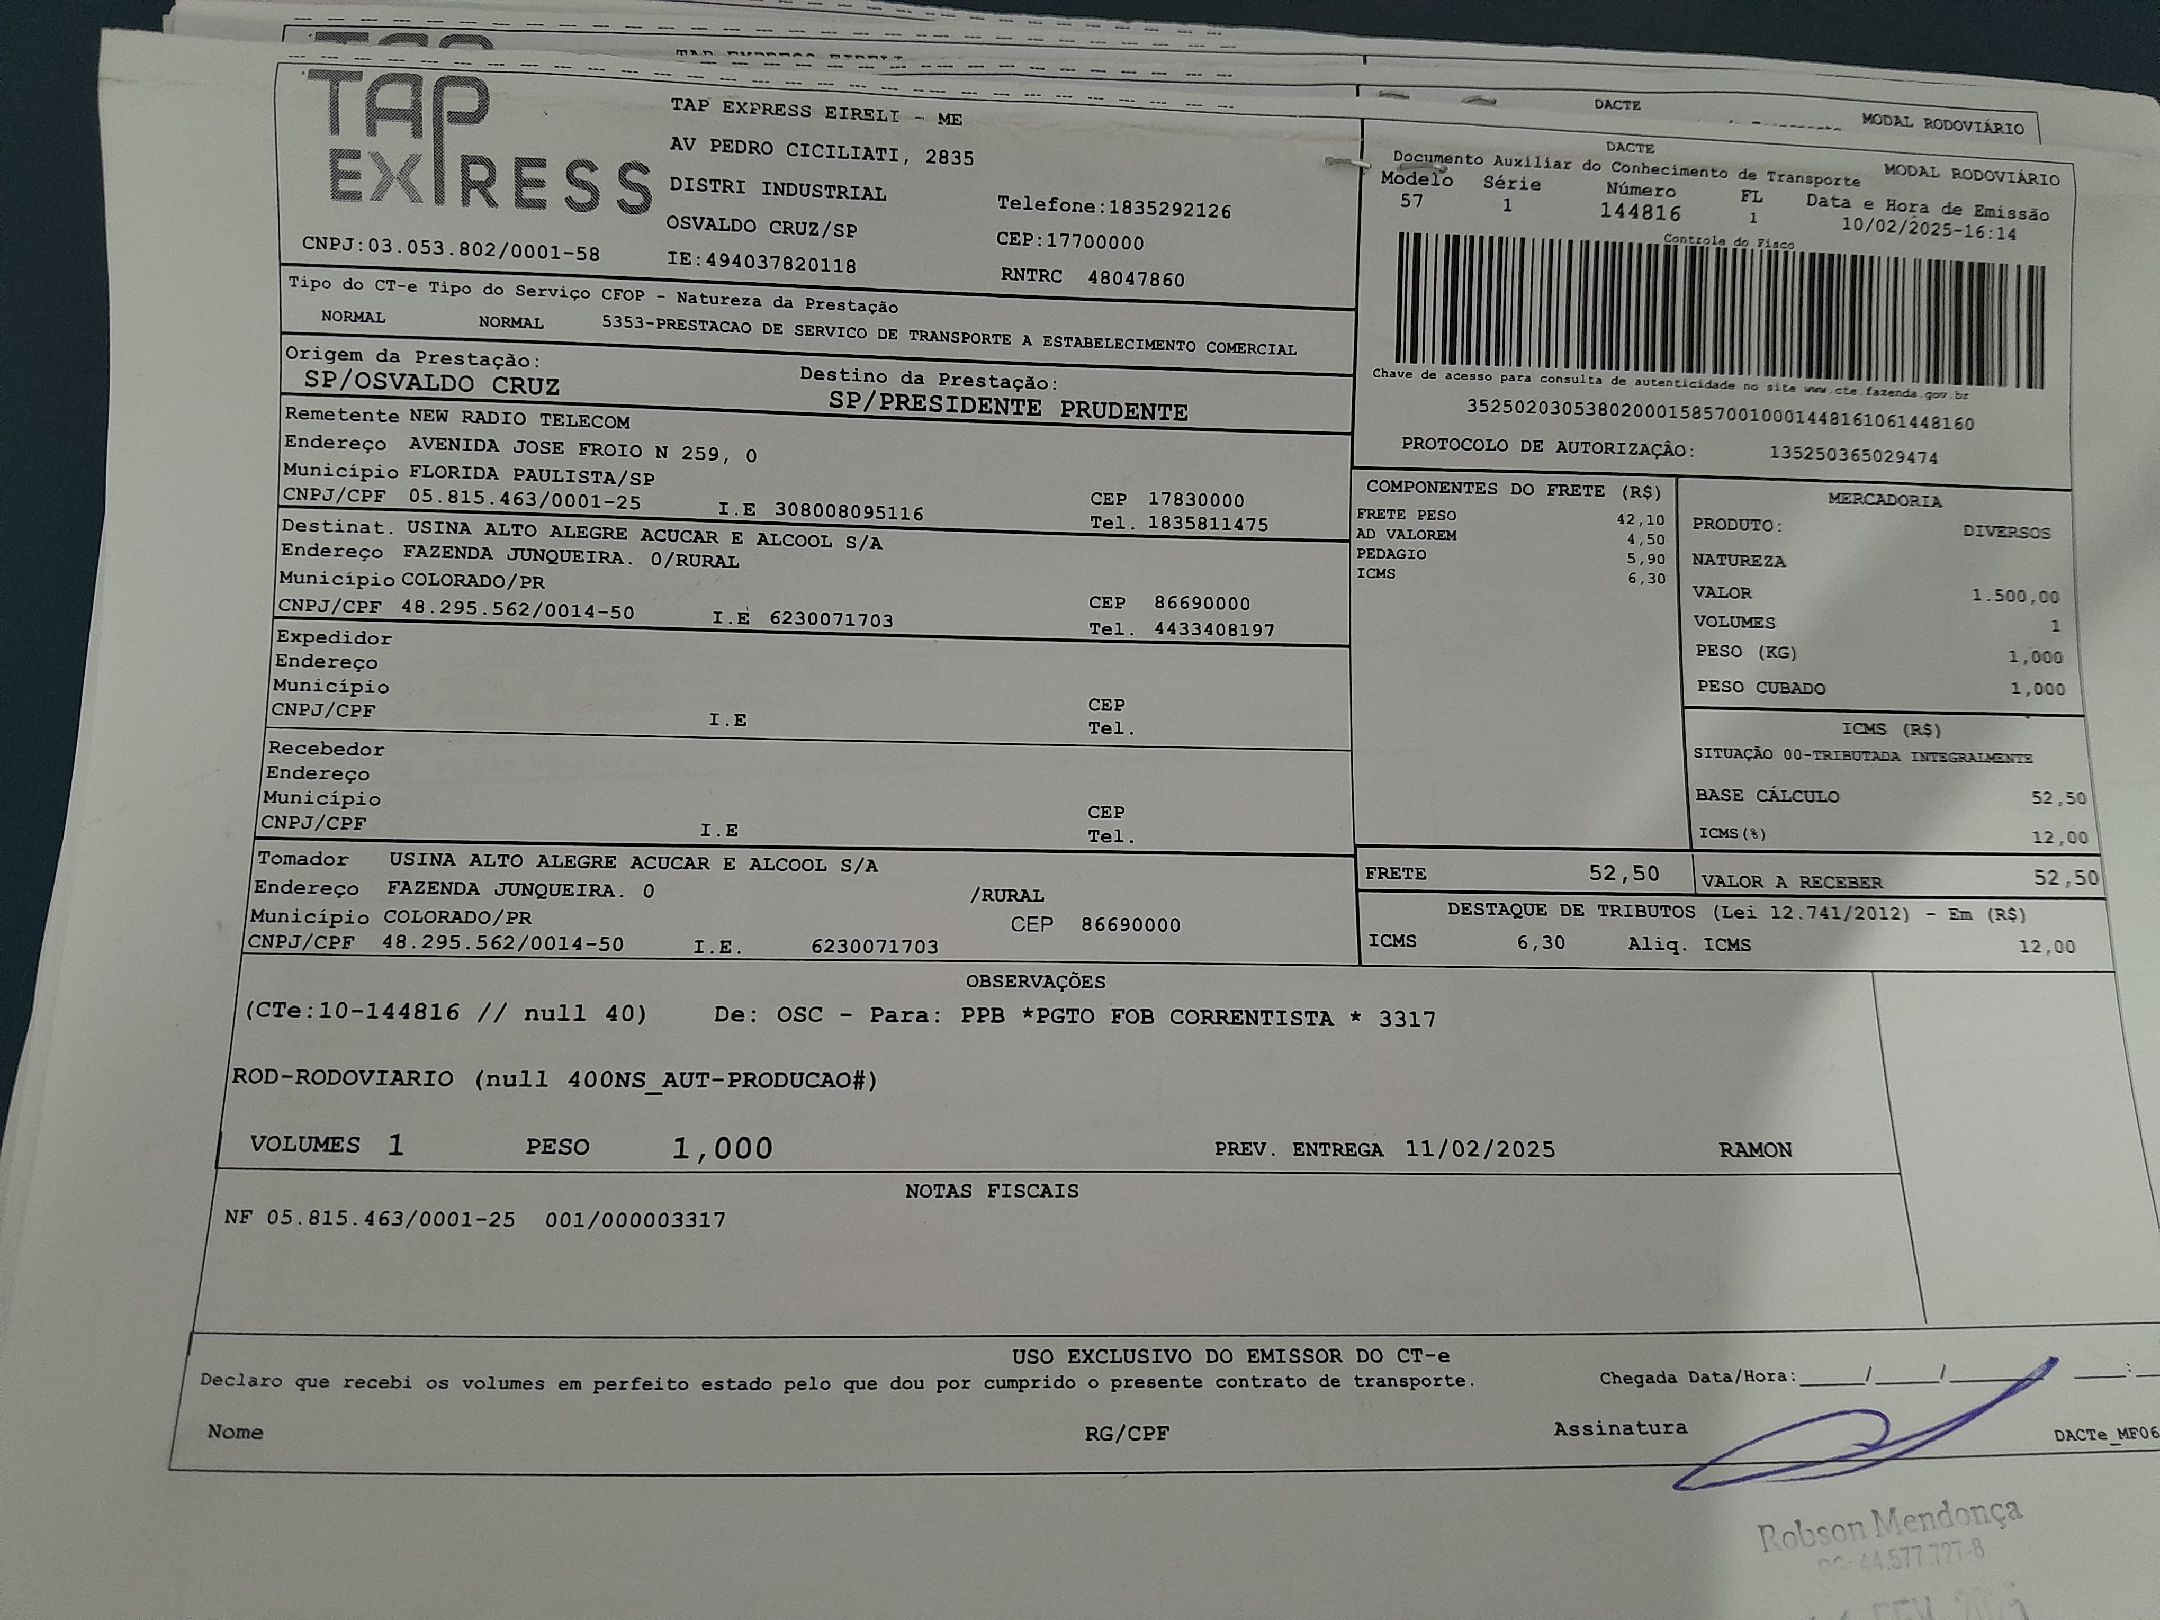 DACTE
MODAL RODOVIÁRIO
TAP EXPRESS
TAP EXPRESS EIRELI - ME
AV PEDRO CICILIATI, 2835
DISTRI INDUSTRIAL
Telefone:1835292126
OSVALDO CRUZ/SP
CEP:17700000
CNPJ:03.053.802/0001-58
IE:494037820118
RNTRC 48047860
DACTE
Documento Auxiliar do Conhecimento de Transporte
MODAL RODOVIÁRIO
Modelo Série Número FL Data e Hora de Emissão
57 1 144816 1 10/02/2025-16:14
Controle do Fisco
Chave de acesso para consulta de autenticidade no site www.cte.fazenda.gov.br
35250203053802000158570010001448161061448160
PROTOCOLO DE AUTORIZAÇÂO: 135250365029474
Tipo do CT-e Tipo do Serviço CFOP - Natureza da Prestação
NORMAL NORMAL 5353-PRESTACAO DE SERVICO DE TRANSPORTE A ESTABELECIMENTO COMERCIAL
Origem da Prestação:
SP/OSVALDO CRUZ
Destino da Prestação:
SP/PRESIDENTE PRUDENTE
Remetente NEW RADIO TELECOM
Endereço AVENIDA JOSE FROIO N 259, 0
Município FLORIDA PAULISTA/SP
CEP 17830000
CNPJ/CPF 05.815.463/0001-25 I.E 308008095116 Tel. 1835811475
Destinat. USINA ALTO ALEGRE ACUCAR E ALCOOL S/A
Endereço FAZENDA JUNQUEIRA. 0/RURAL
Município COLORADO/PR
CEP 86690000
CNPJ/CPF 48.295.562/0014-50 I.E 6230071703 Tel. 4433408197
Expedidor
Endereço
Município
CEP
CNPJ/CPF I.E Tel.
Recebedor
Endereço
Município
CEP
CNPJ/CPF I.E Tel.
Tomador USINA ALTO ALEGRE ACUCAR E ALCOOL S/A
Endereço FAZENDA JUNQUEIRA. 0 /RURAL
Município COLORADO/PR CEP 86690000
CNPJ/CPF 48.295.562/0014-50 I.E. 6230071703
COMPONENTES DO FRETE (R$)
FRETE PESO 42,10
AD VALOREM 4,50
PEDAGIO 5,90
ICMS 6,30
MERCADORIA
PRODUTO: DIVERSOS
NATUREZA
VALOR 1.500,00
VOLUMES 1
PESO (KG) 1,000
PESO CUBADO 1,000
ICMS (R$)
SITUAÇÃO 00-TRIBUTADA INTEGRALMENTE
BASE CÁLCULO 52,50
ICMS(%) 12,00
FRETE 52,50 VALOR A RECEBER 52,50
DESTAQUE DE TRIBUTOS (Lei 12.741/2012) - Em (R$)
ICMS 6,30 Aliq. ICMS 12,00
OBSERVAÇÕES
(CTe:10-144816 // null 40) De: OSC - Para: PPB *PGTO FOB CORRENTISTA * 3317
ROD-RODOVIARIO (null 400NS_AUT-PRODUCAO#)
VOLUMES 1 PESO 1,000 PREV. ENTREGA 11/02/2025 RAMON
NOTAS FISCAIS
NF 05.815.463/0001-25 001/000003317
USO EXCLUSIVO DO EMISSOR DO CT-e
Declaro que recebi os volumes em perfeito estado pelo que dou por cumprido o presente contrato de transporte.
Chegada Data/Hora:____/____/____ ____:__
Nome RG/CPF Assinatura DACTe_MF06
Robson Mendonça
RG: 44.577.727-8